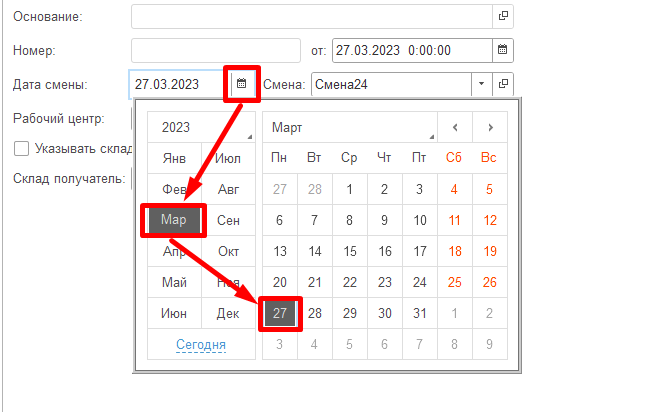 Основание:
Номер: от: 27.03.2023 0:00:00
Дата смены: 27.03.2023 Смена: Смена24
Рабочий центр:
Указывать склад
Склад получатель:
2023 Март
Янв Июл Пн Вт Ср Чт Пт Сб Вс
Фев Авг 27 28 1 2 3 4 5
Мар Сен 6 7 8 9 10 11 12
Апр Окт 13 14 15 16 17 18 19
Май Ноя 20 21 22 23 24 25 26
Июн Дек 27 28 29 30 31 1 2
Сегодня 3 4 5 6 7 8 9